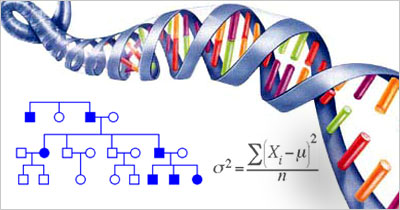 σ² = ∑(Xᵢ − μ)² / n